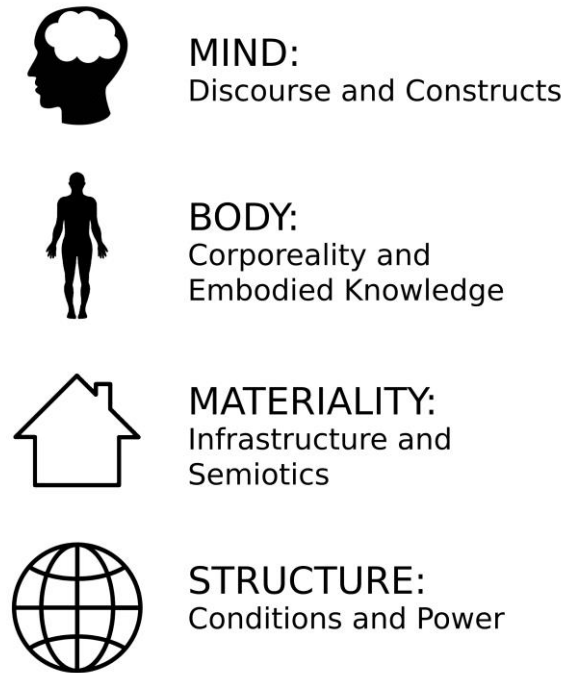 MIND:
Discourse and Constructs
BODY:
Corporeality and
Embodied Knowledge
MATERIALITY:
Infrastructure and
Semiotics
STRUCTURE:
Conditions and Power